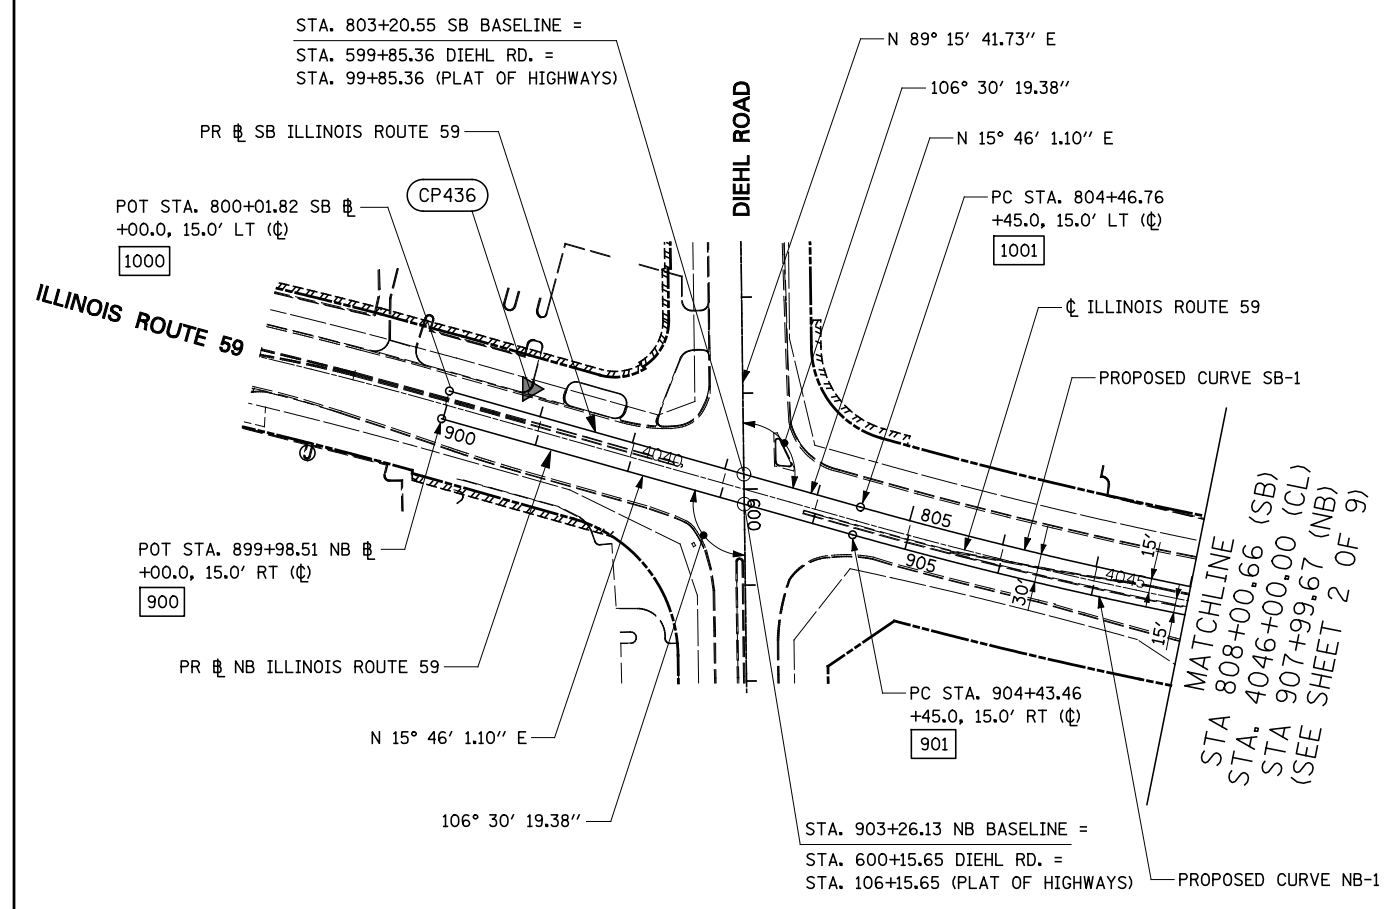 STA. 803+20.55 SB BASELINE =
STA. 599+85.36 DIEHL RD. =
STA. 99+85.36 (PLAT OF HIGHWAYS)
N 89° 15' 41.73" E
106° 30' 19.38"
PR ⅊ SB ILLINOIS ROUTE 59
N 15° 46' 1.10" E
DIEHL ROAD
CP436
POT STA. 800+01.82 SB ⅊
+00.0, 15.0' LT (℄)
1000
PC STA. 804+46.76
+45.0, 15.0' LT (℄)
1001
ILLINOIS ROUTE 59
℄ ILLINOIS ROUTE 59
PROPOSED CURVE SB-1
900
4040
600
805
905
4045
15'
30'
15'
POT STA. 899+98.51 NB ⅊
+00.0, 15.0' RT (℄)
900
PR ⅊ NB ILLINOIS ROUTE 59
N 15° 46' 1.10" E
106° 30' 19.38"
PC STA. 904+43.46
+45.0, 15.0' RT (℄)
901
MATCHLINE
STA 808+00.66 (SB)
STA. 4046+00.00 (CL)
STA 907+99.67 (NB)
(SEE SHEET 2 OF 9)
STA. 903+26.13 NB BASELINE =
STA. 600+15.65 DIEHL RD. =
STA. 106+15.65 (PLAT OF HIGHWAYS)
PROPOSED CURVE NB-1